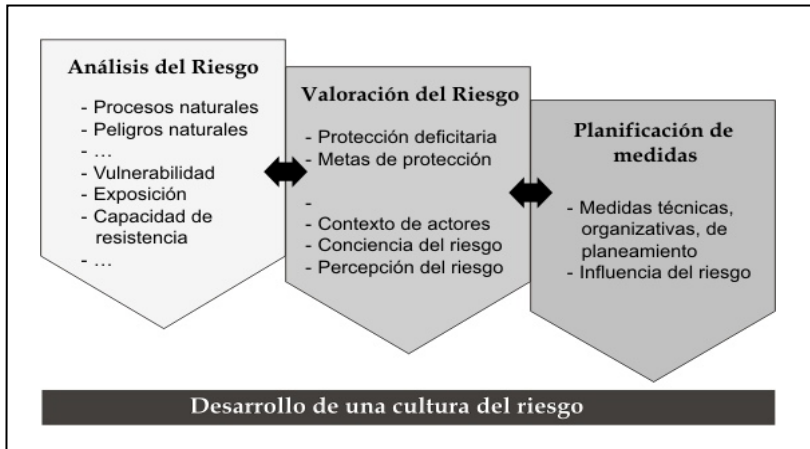 Análisis del Riesgo
- Procesos naturales
- Peligros naturales
- ...
- Vulnerabilidad
- Exposición
- Capacidad de
resistencia
- ...
Valoración del Riesgo
- Protección deficitaria
- Metas de protección
-
- Contexto de actores
- Conciencia del riesgo
- Percepción del riesgo
Planificación de
medidas
- Medidas técnicas,
organizativas, de
planeamiento
- Influencia del riesgo
Desarrollo de una cultura del riesgo